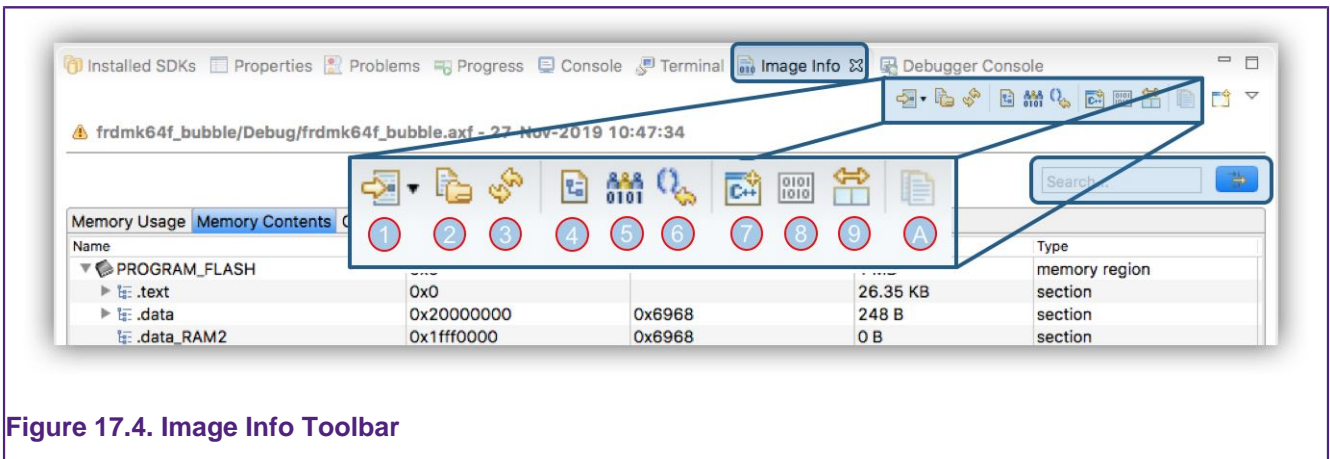 Installed SDKs Properties Problems Progress Console Terminal Image Info Debugger Console
frdmk64f_bubble/Debug/frdmk64f_bubble.axf - 27-Nov-2019 10:47:34
C++ 0101 1010
0101
Search...
1 2 3 4 5 6 7 8 9 A
Memory Usage Memory Contents
Name Type
PROGRAM_FLASH memory region
.text 0x0 26.35 KB section
.data 0x20000000 0x6968 248 B section
.data_RAM2 0x1fff0000 0x6968 0 B section
Figure 17.4. Image Info Toolbar